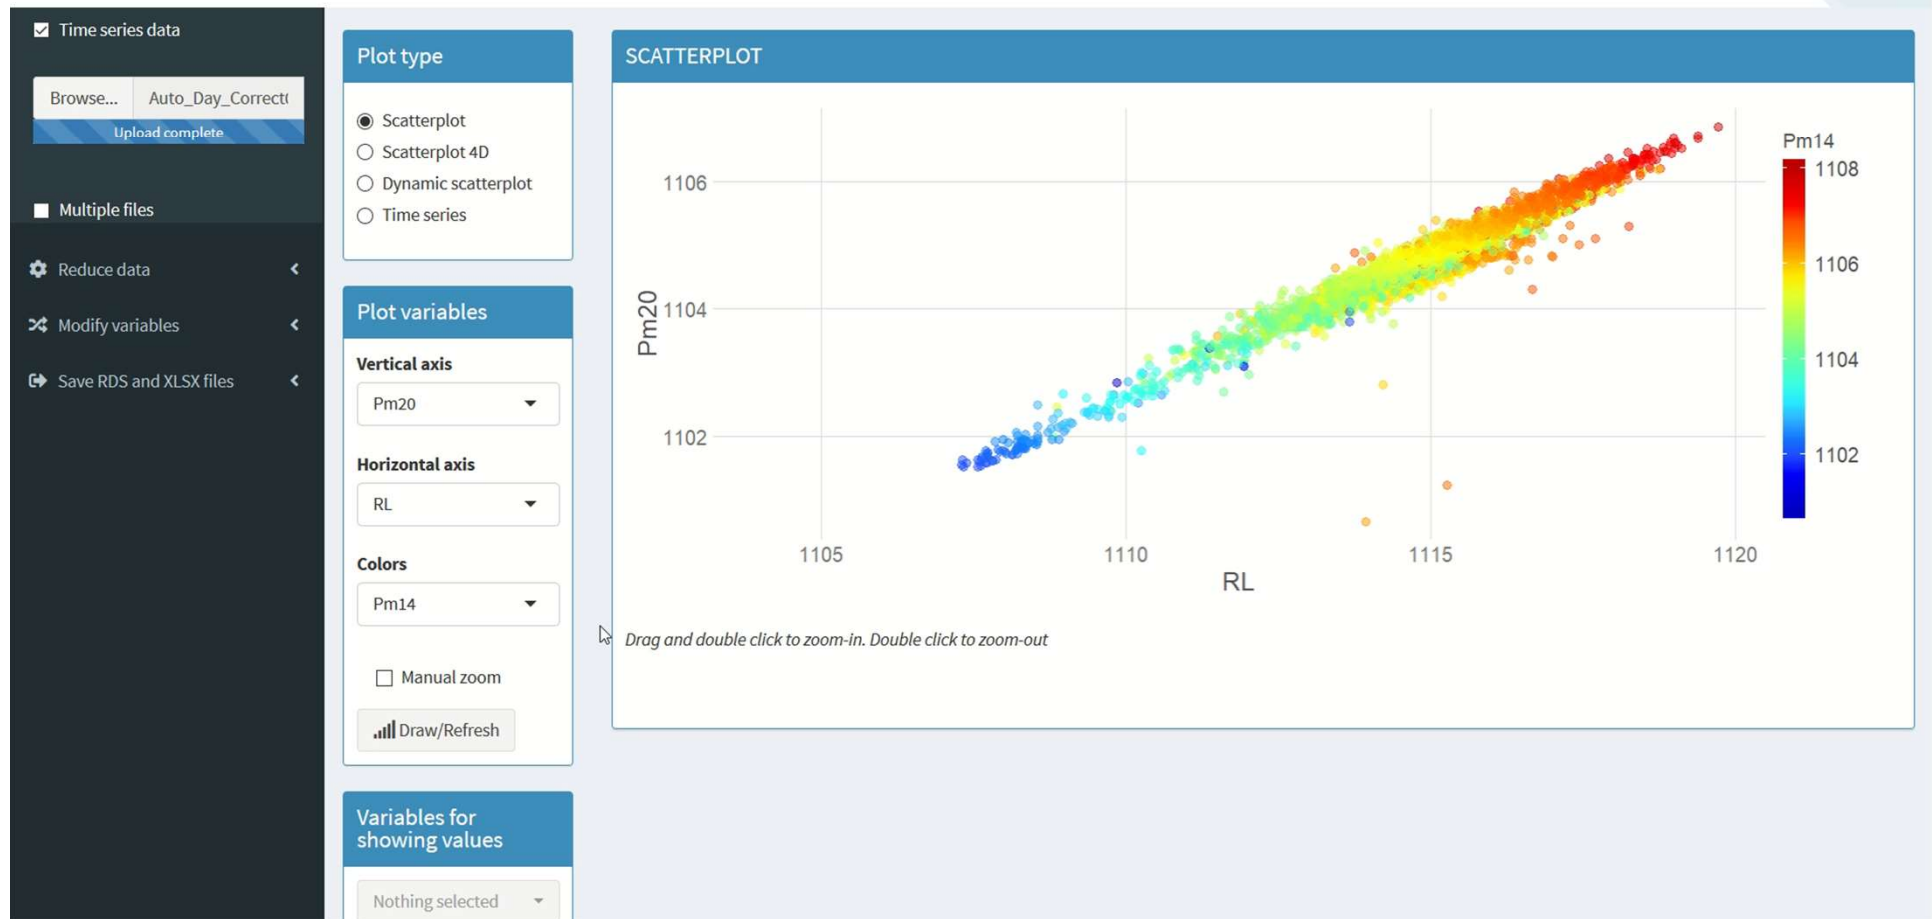 Time series data
Browse...
Auto_Day_Correct(
Upload complete
Multiple files
Reduce data
Modify variables
Save RDS and XLSX files
Plot type
Scatterplot
Scatterplot 4D
Dynamic scatterplot
Time series
Plot variables
Vertical axis
Pm20
Horizontal axis
RL
Colors
Pm14
Manual zoom
Draw/Refresh
Variables for
showing values
Nothing selected
SCATTERPLOT
Pm20
1106
1104
1102
1105
1110
1115
1120
RL
Pm14
1108
1106
1104
1102
Drag and double click to zoom-in. Double click to zoom-out